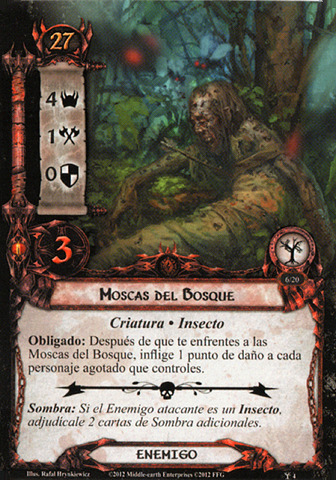 27
4
1
0
3
6/20
Moscas del Bosque
Criatura • Insecto
Obligado: Después de que te enfrentes a las
Moscas del Bosque, inflige 1 punto de daño a cada
personaje agotado que controles.
Sombra: Si el Enemigo atacante es un Insecto,
adjudícale 2 cartas de Sombra adicionales.
ENEMIGO
Illus. Rafal Hrynkiewicz ©2012 Middle-earth Enterprises ©2012 FFG